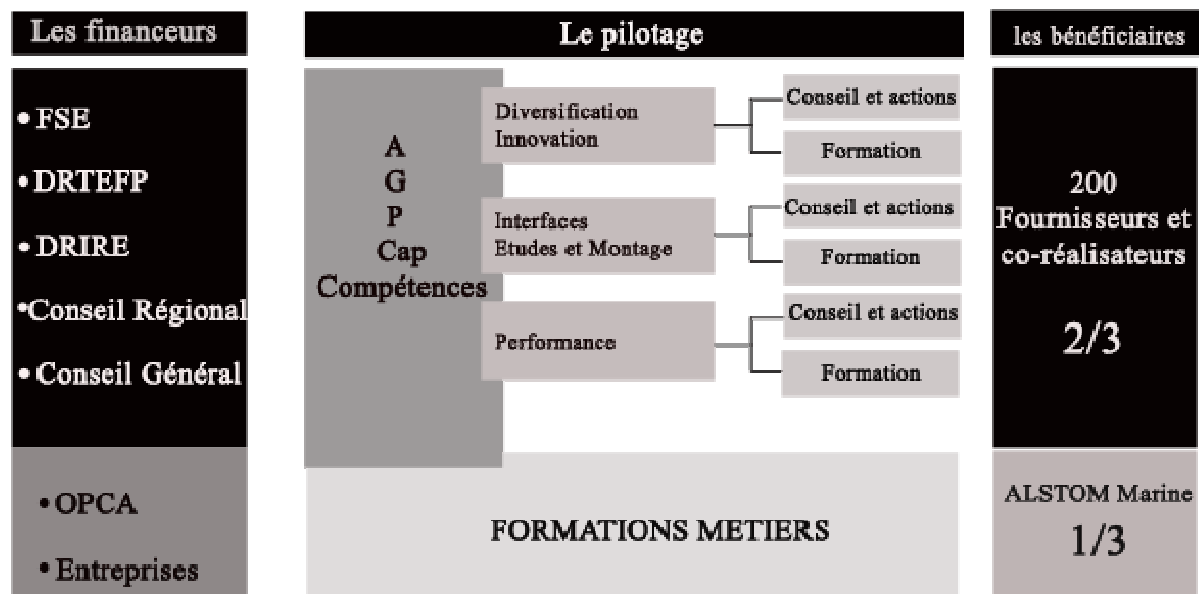 Les financeurs
• FSE
• DRTEFP
• DRIRE
•Conseil Régional
• Conseil Général
• OPCA
• Entreprises
Le pilotage
A
G
P
Cap
Compétences
Diversification
Innovation
Conseil et actions
Formation
Interfaces
Etudes et Montage
Conseil et actions
Formation
Performance
Conseil et actions
Formation
FORMATIONS METIERS
les bénéficiaires
200
Fournisseurs et
co-réalisateurs
2/3
ALSTOM Marine
1/3